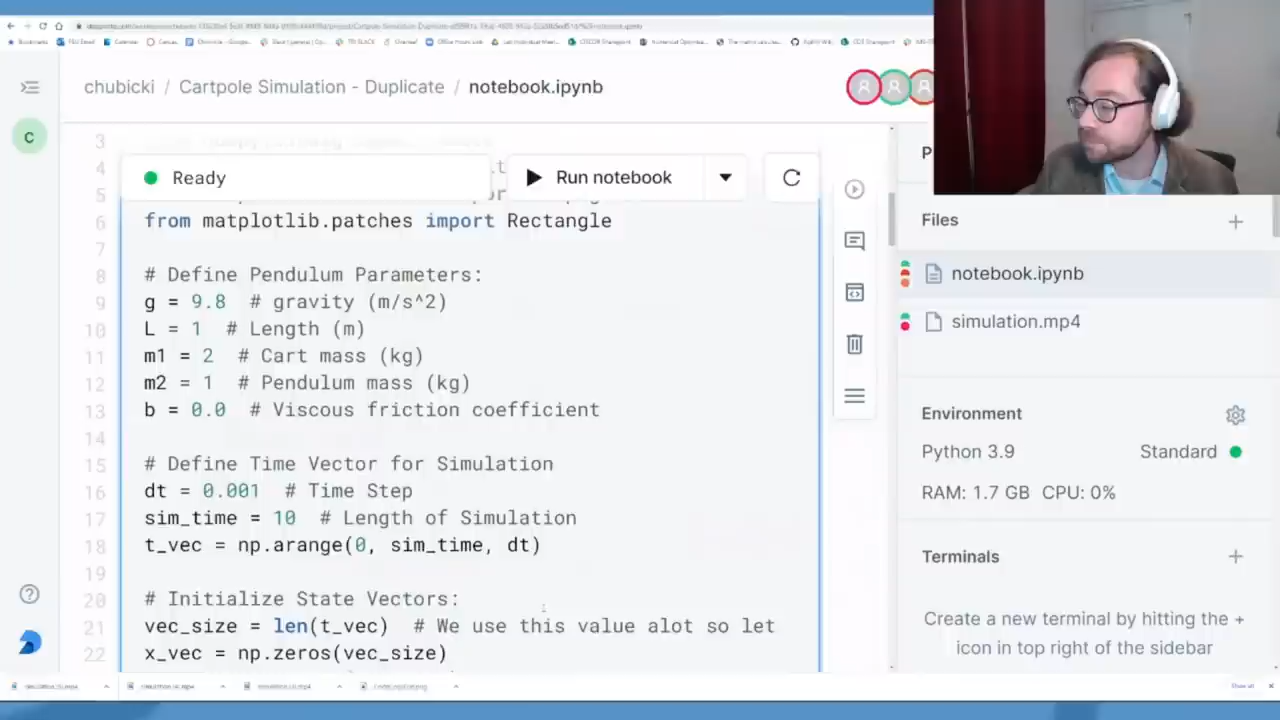 Bookmarks
Calendar
Canvas
chubicki / Cartpole Simulation - Duplicate / notebook.ipynb
C
Ready
Run notebook
3
4
5
6 from matplotlib.patches import Rectangle
7
8 # Define Pendulum Parameters:
9 g = 9.8 # gravity (m/s^2)
10 L = 1 # Length (m)
11 m1 = 2 # Cart mass (kg)
12 m2 = 1 # Pendulum mass (kg)
13 b = 0.0 # Viscous friction coefficient
14
15 # Define Time Vector for Simulation
16 dt = 0.001 # Time Step
17 sim_time = 10 # Length of Simulation
18 t_vec = np.arange(0, sim_time, dt)
19
20 # Initialize State Vectors:
21 vec_size = len(t_vec) # We use this value alot so let
22 x_vec = np.zeros(vec_size)
P
Files
notebook.ipynb
simulation.mp4
Environment
Python 3.9 Standard
RAM: 1.7 GB CPU: 0%
Terminals
Create a new terminal by hitting the +
icon in top right of the sidebar
Show all